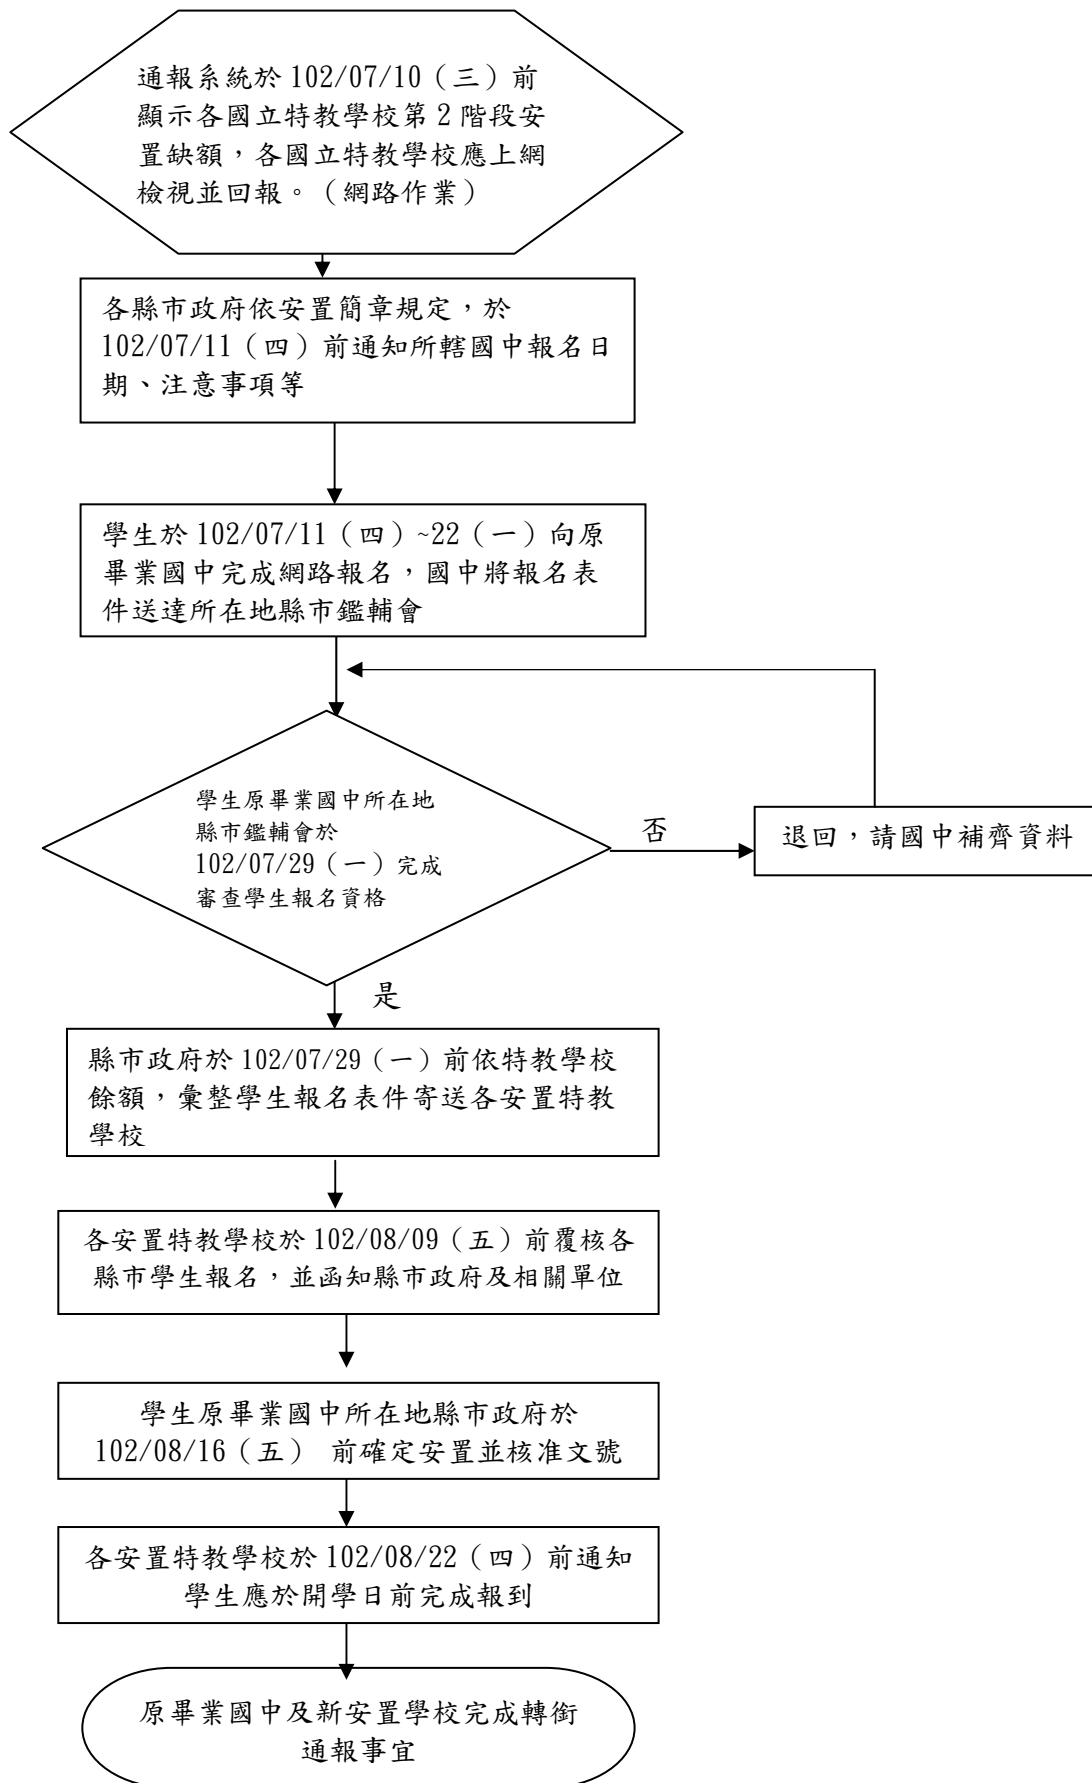 通報系統於 102/07/10（三）前
顯示各國立特教學校第 2 階段安
置缺額，各國立特教學校應上網
檢視並回報。（網路作業）
各縣市政府依安置簡章規定，於
102/07/11（四）前通知所轄國中報名日
期、注意事項等
學生於 102/07/11（四）~22（一）向原
畢業國中完成網路報名，國中將報名表
件送達所在地縣市鑑輔會
學生原畢業國中所在地
縣市鑑輔會於
102/07/29（一）完成
審查學生報名資格
否
退回，請國中補齊資料
是
縣市政府於 102/07/29（一）前依特教學校
餘額，彙整學生報名表件寄送各安置特教
學校
各安置特教學校於 102/08/09（五）前覆核各
縣市學生報名，並函知縣市政府及相關單位
學生原畢業國中所在地縣市政府於
102/08/16（五） 前確定安置並核准文號
各安置特教學校於 102/08/22（四）前通知
學生應於開學日前完成報到
原畢業國中及新安置學校完成轉銜
通報事宜